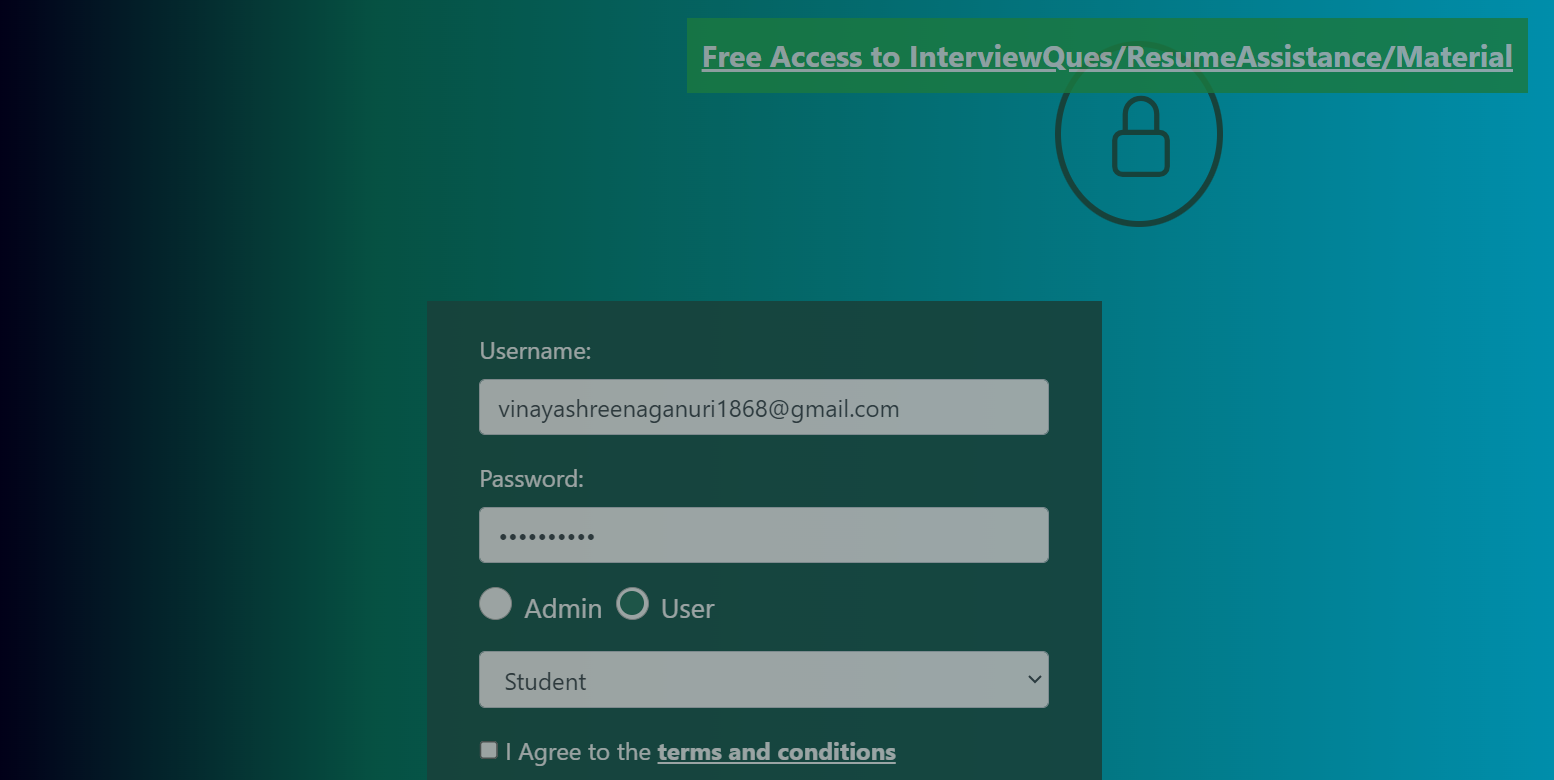 Free Access to InterviewQues/ResumeAssistance/Material
Username:
vinayashreenaganuri1868@gmail.com
Password:
••••••••••
Admin User
Student
I Agree to the terms and conditions